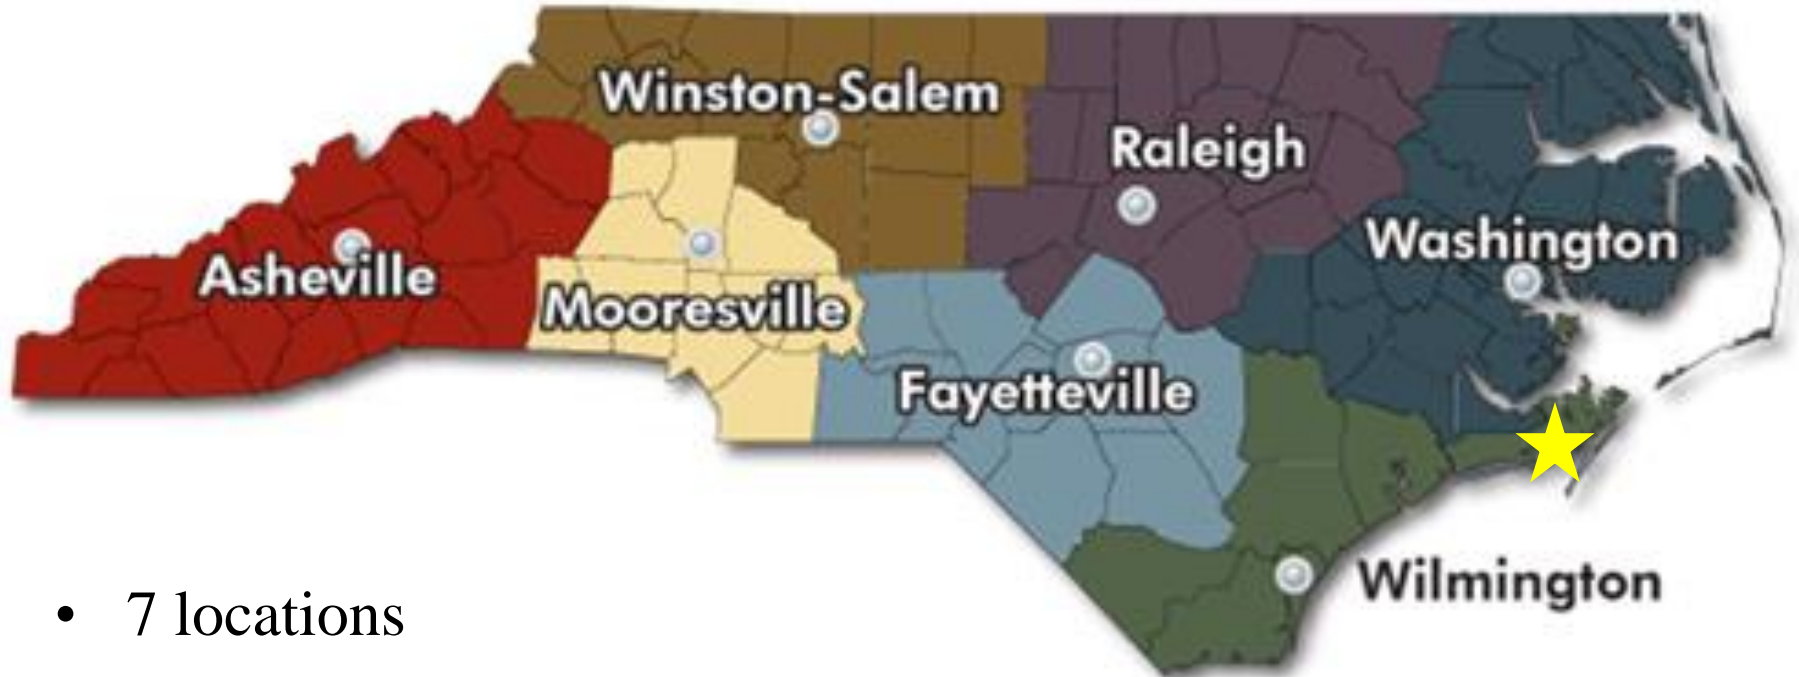 Winston-Salem
Raleigh
Washington
Asheville
Mooresville
Fayetteville
Wilmington
• 7 locations